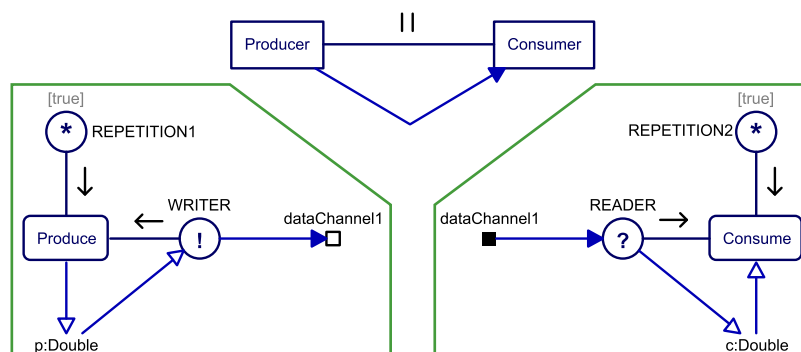 ||
Producer
Consumer
[true]
*
REPETITION1
WRITER
Produce
!
dataChannel1
p:Double
[true]
*
REPETITION2
READER
dataChannel1
?
Consume
c:Double